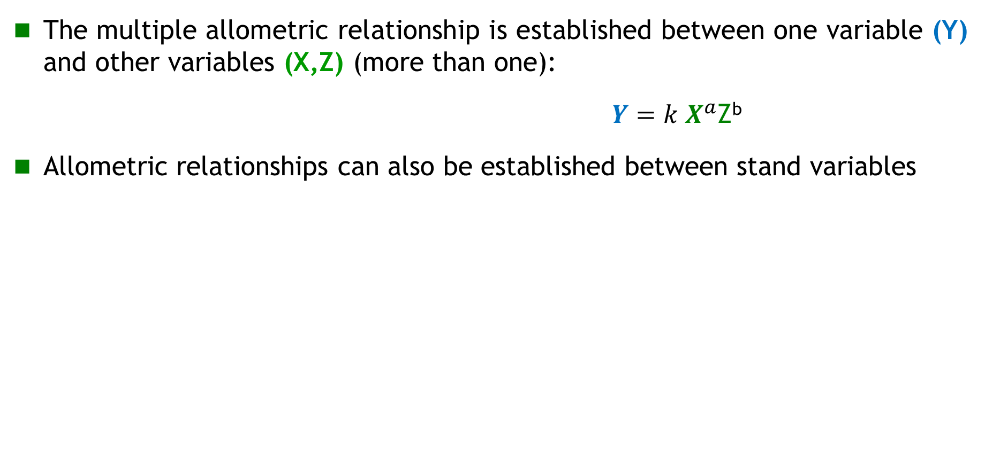 ■ The multiple allometric relationship is established between one variable (Y)
and other variables (X,Z) (more than one):
Y = k XᵃZᵇ
■ Allometric relationships can also be established between stand variables